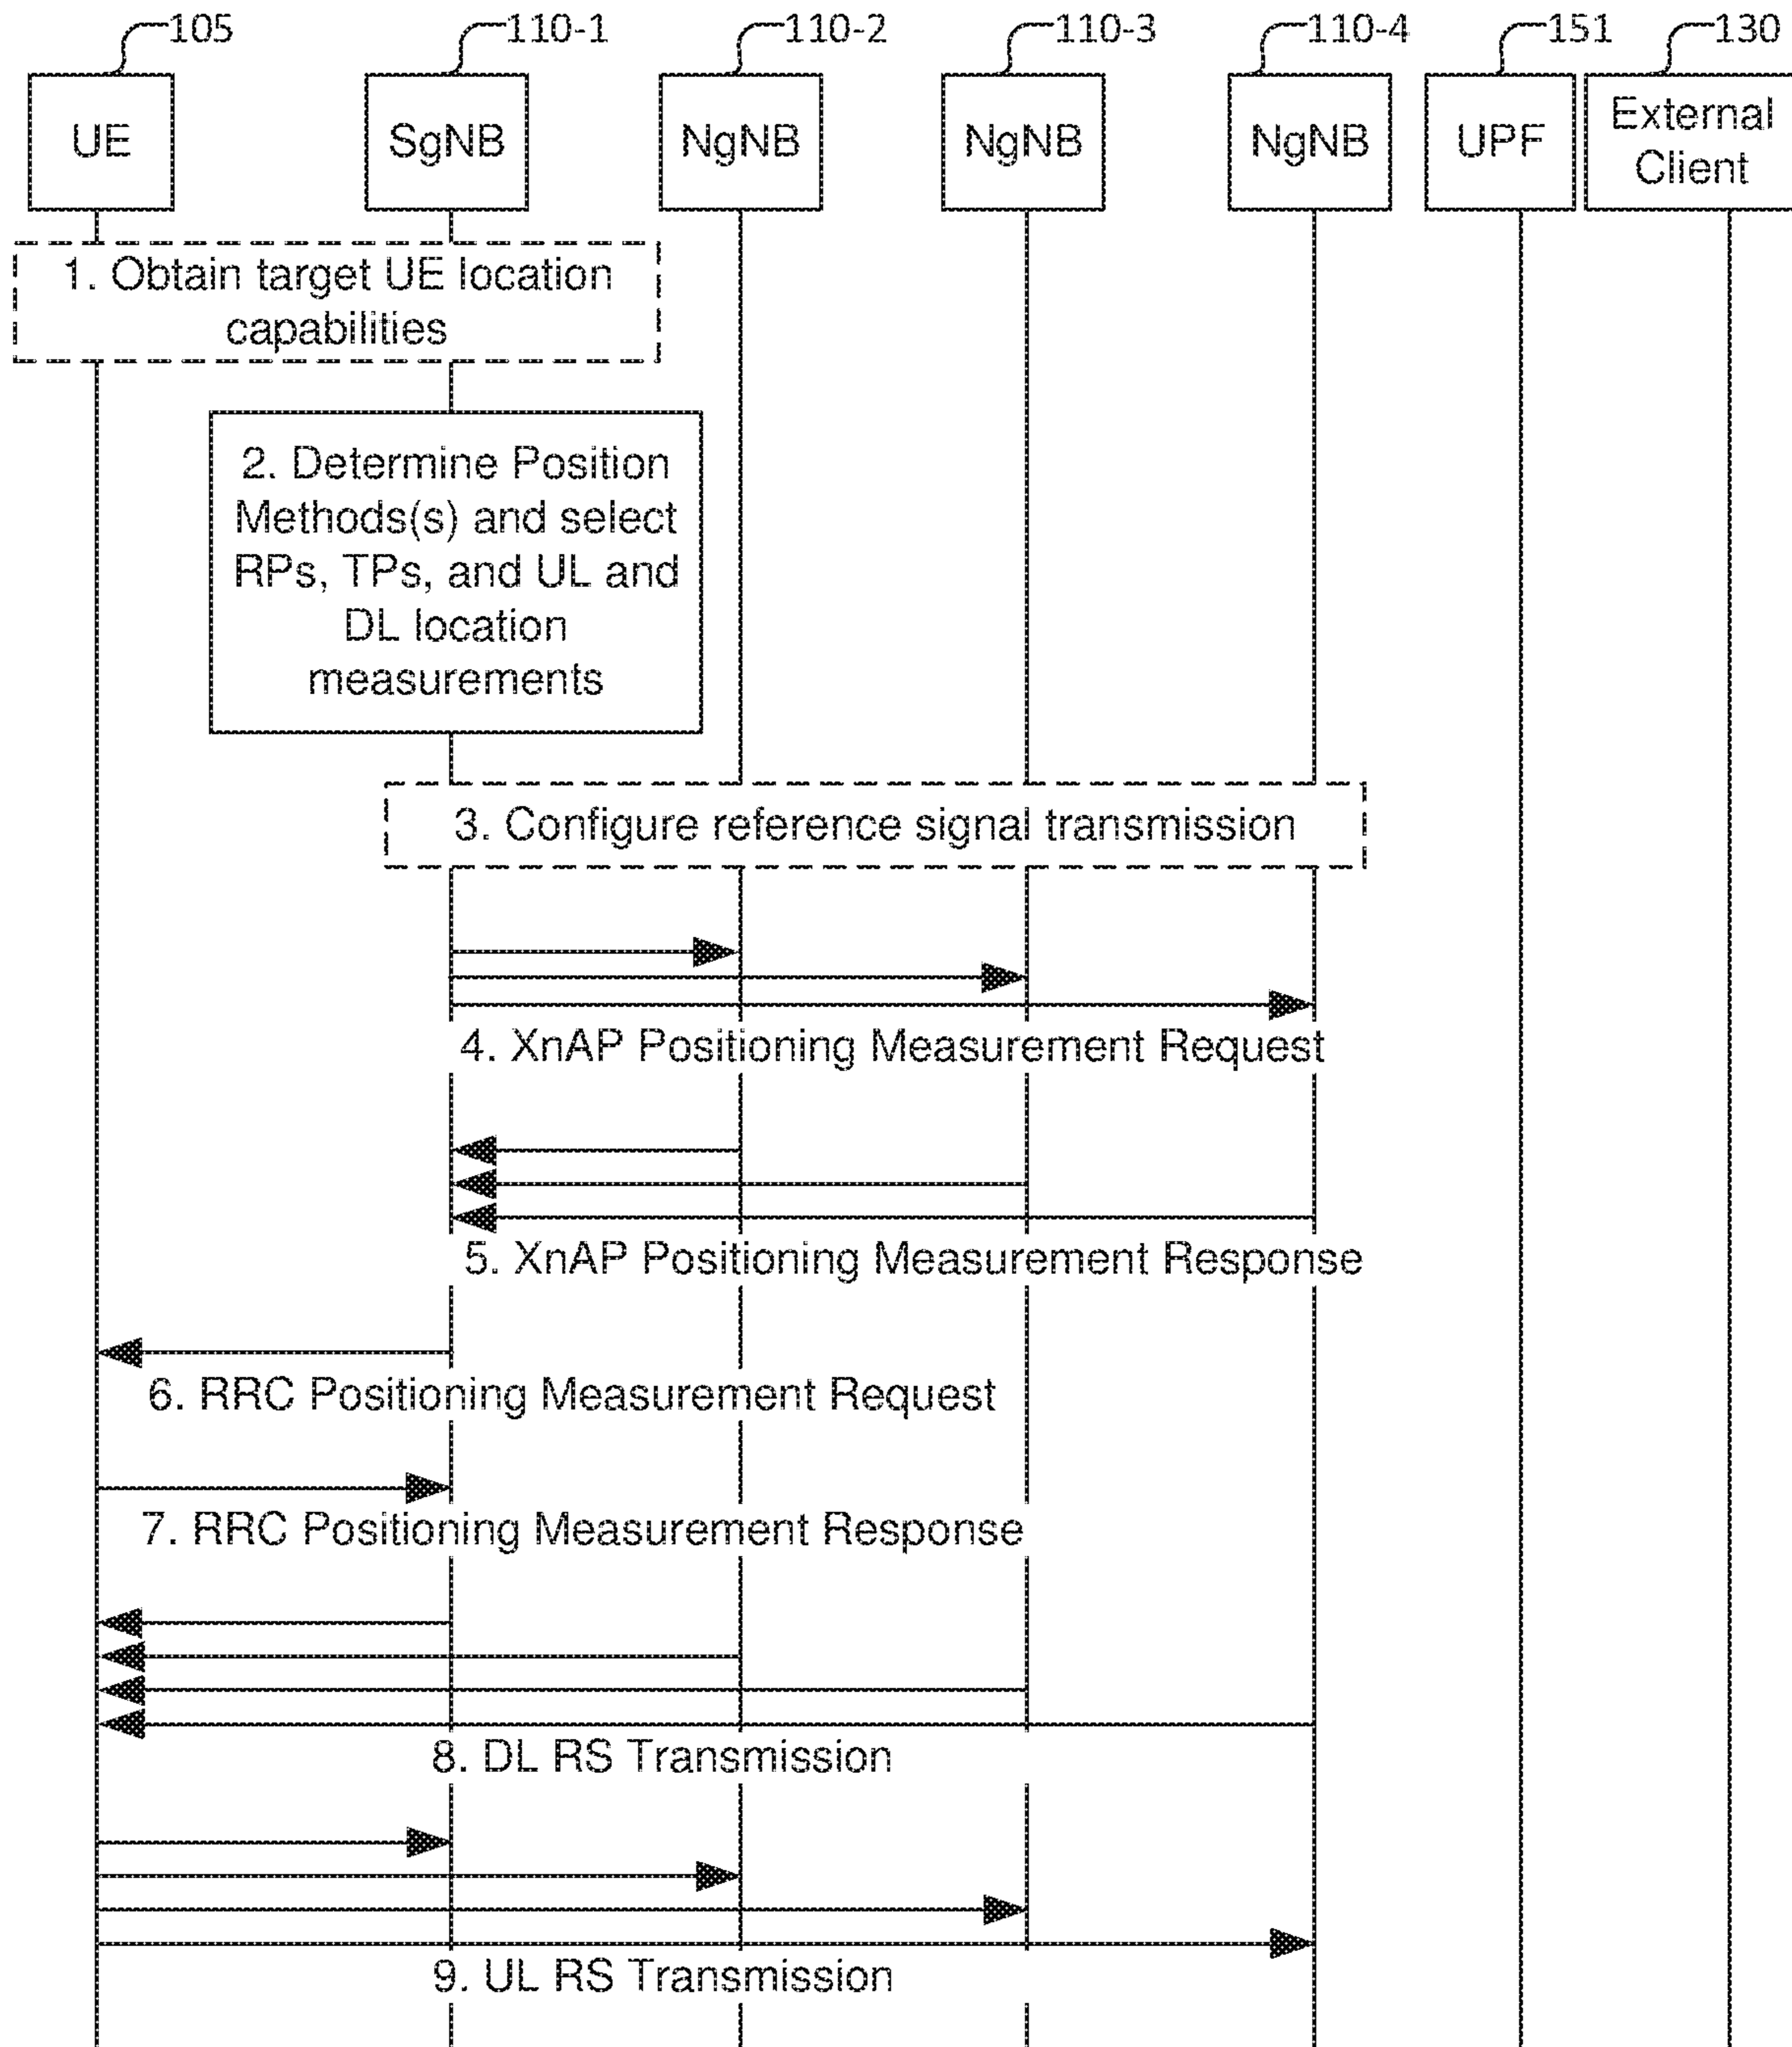 105
110-1
110-2
110-3
110-4
151
130
UE
SgNB
NgNB
NgNB
NgNB
UPF
External
Client
1. Obtain target UE location
capabilities
2. Determine Position
Methods(s) and select
RPs, TPs, and UL and
DL location
measurements
3. Configure reference signal transmission
4. XnAP Positioning Measurement Request
5. XnAP Positioning Measurement Response
6. RRC Positioning Measurement Request
7. RRC Positioning Measurement Response
8. DL RS Transmission
9. UL RS Transmission